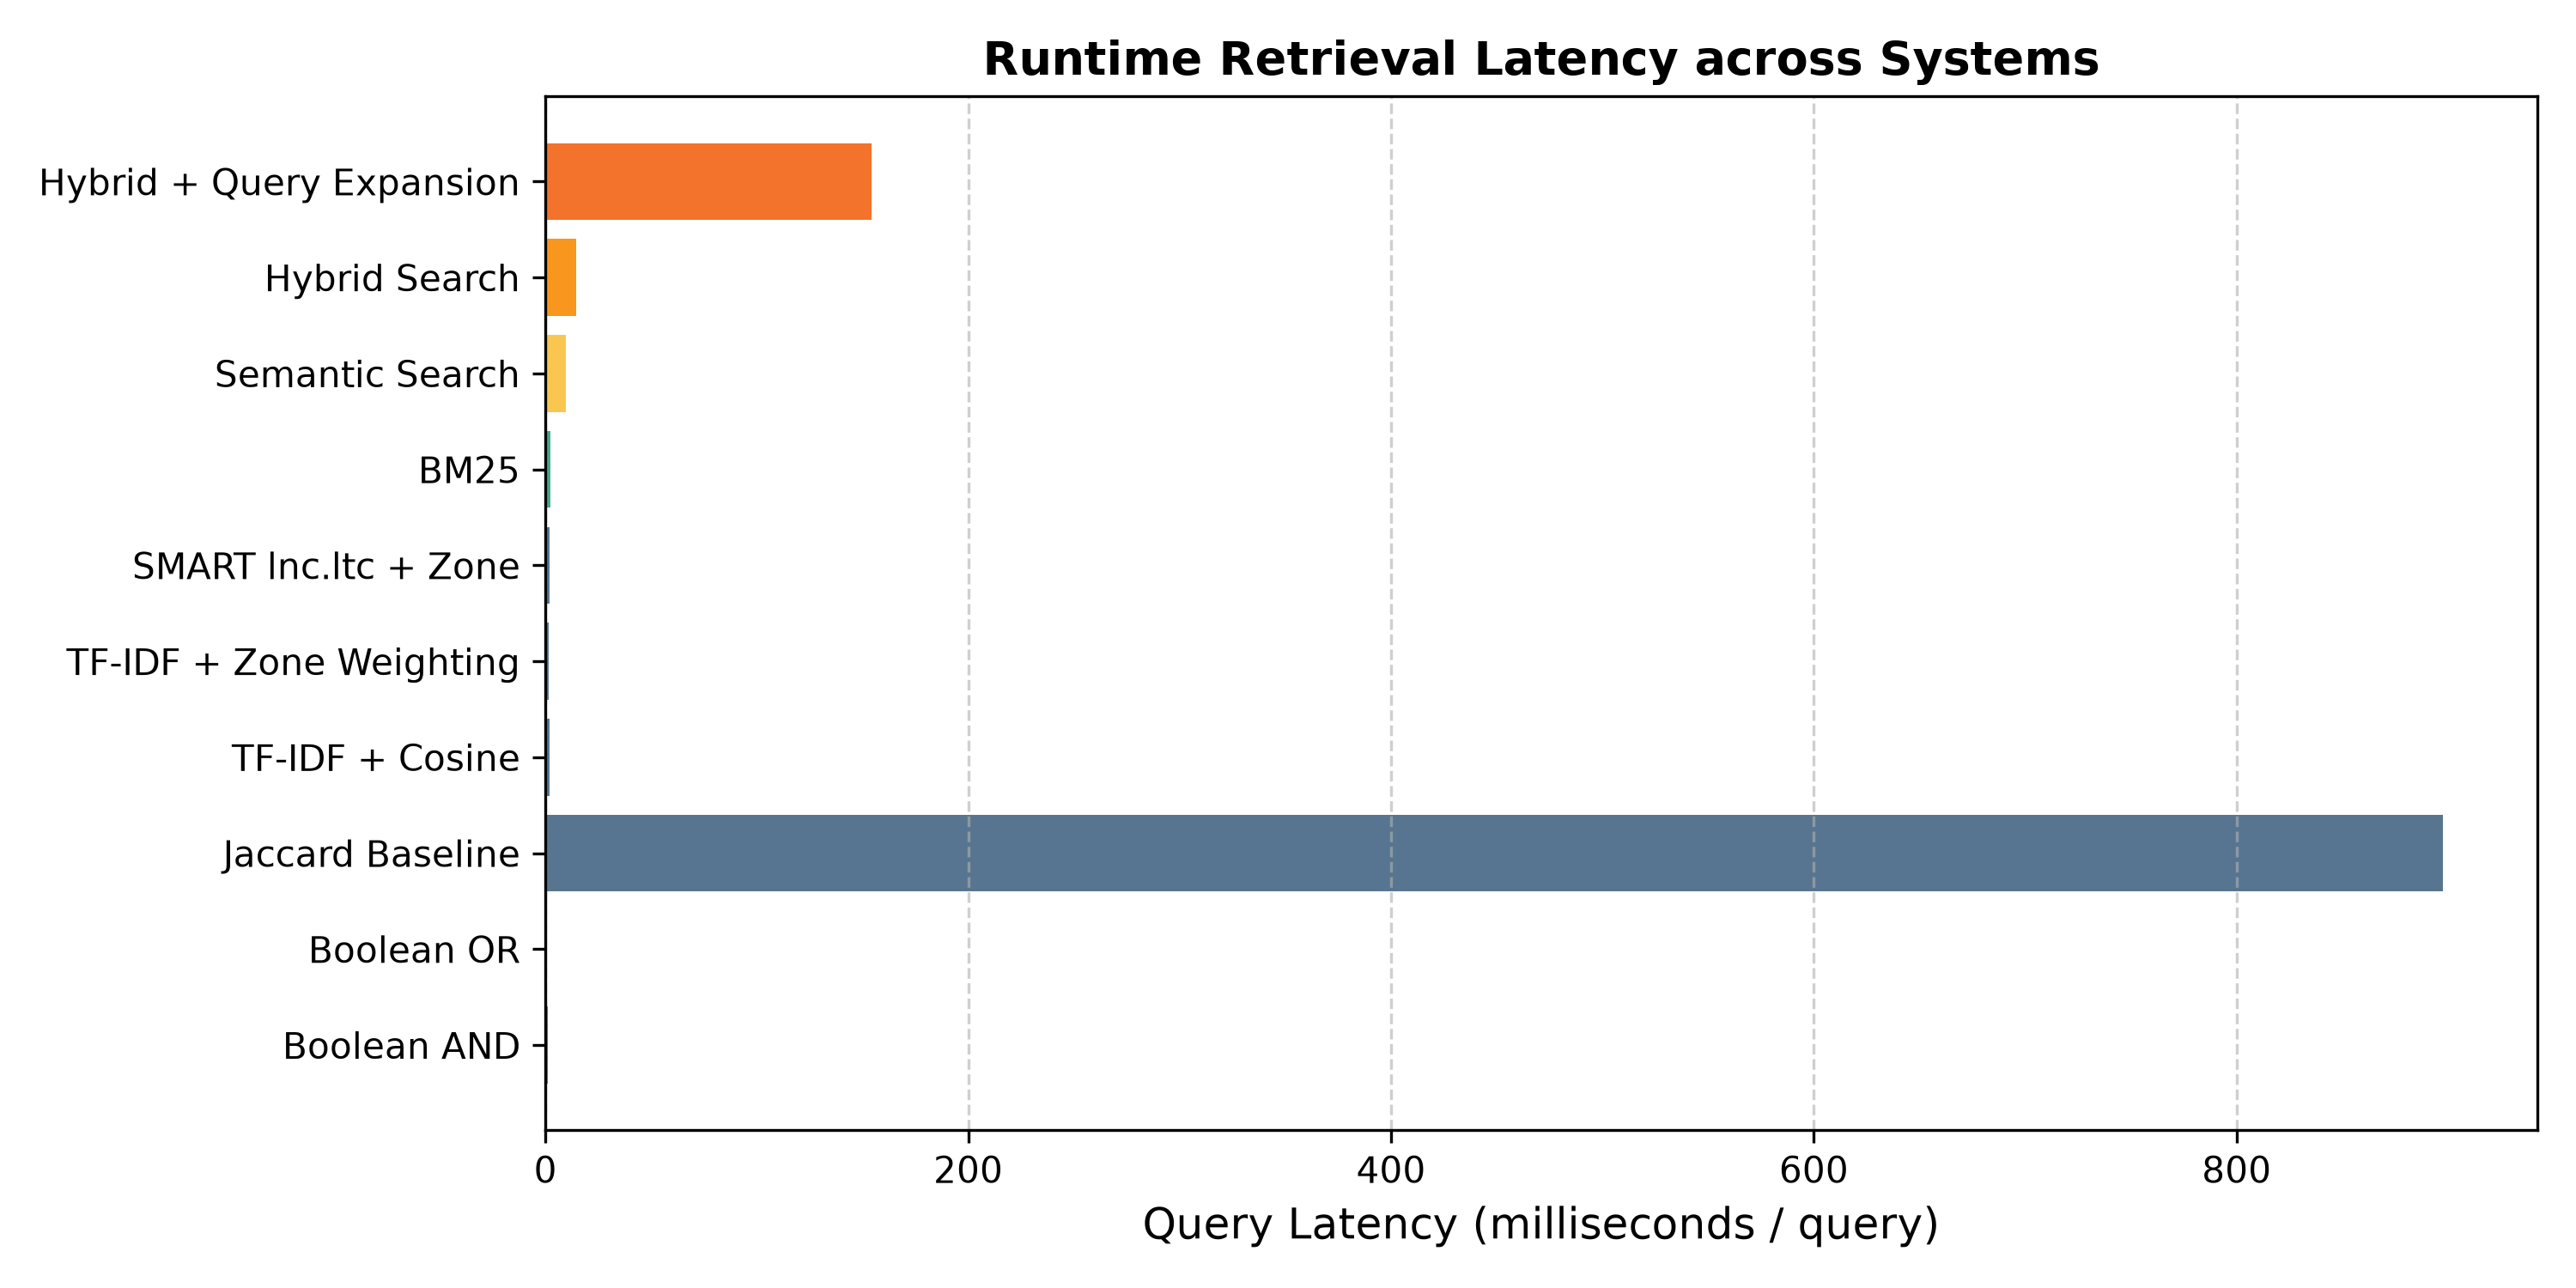 Runtime Retrieval Latency across Systems
Hybrid + Query Expansion
Hybrid Search
Semantic Search
BM25
SMART lnc.ltc + Zone
TF-IDF + Zone Weighting
TF-IDF + Cosine
Jaccard Baseline
Boolean OR
Boolean AND
0 200 400 600 800
Query Latency (milliseconds / query)